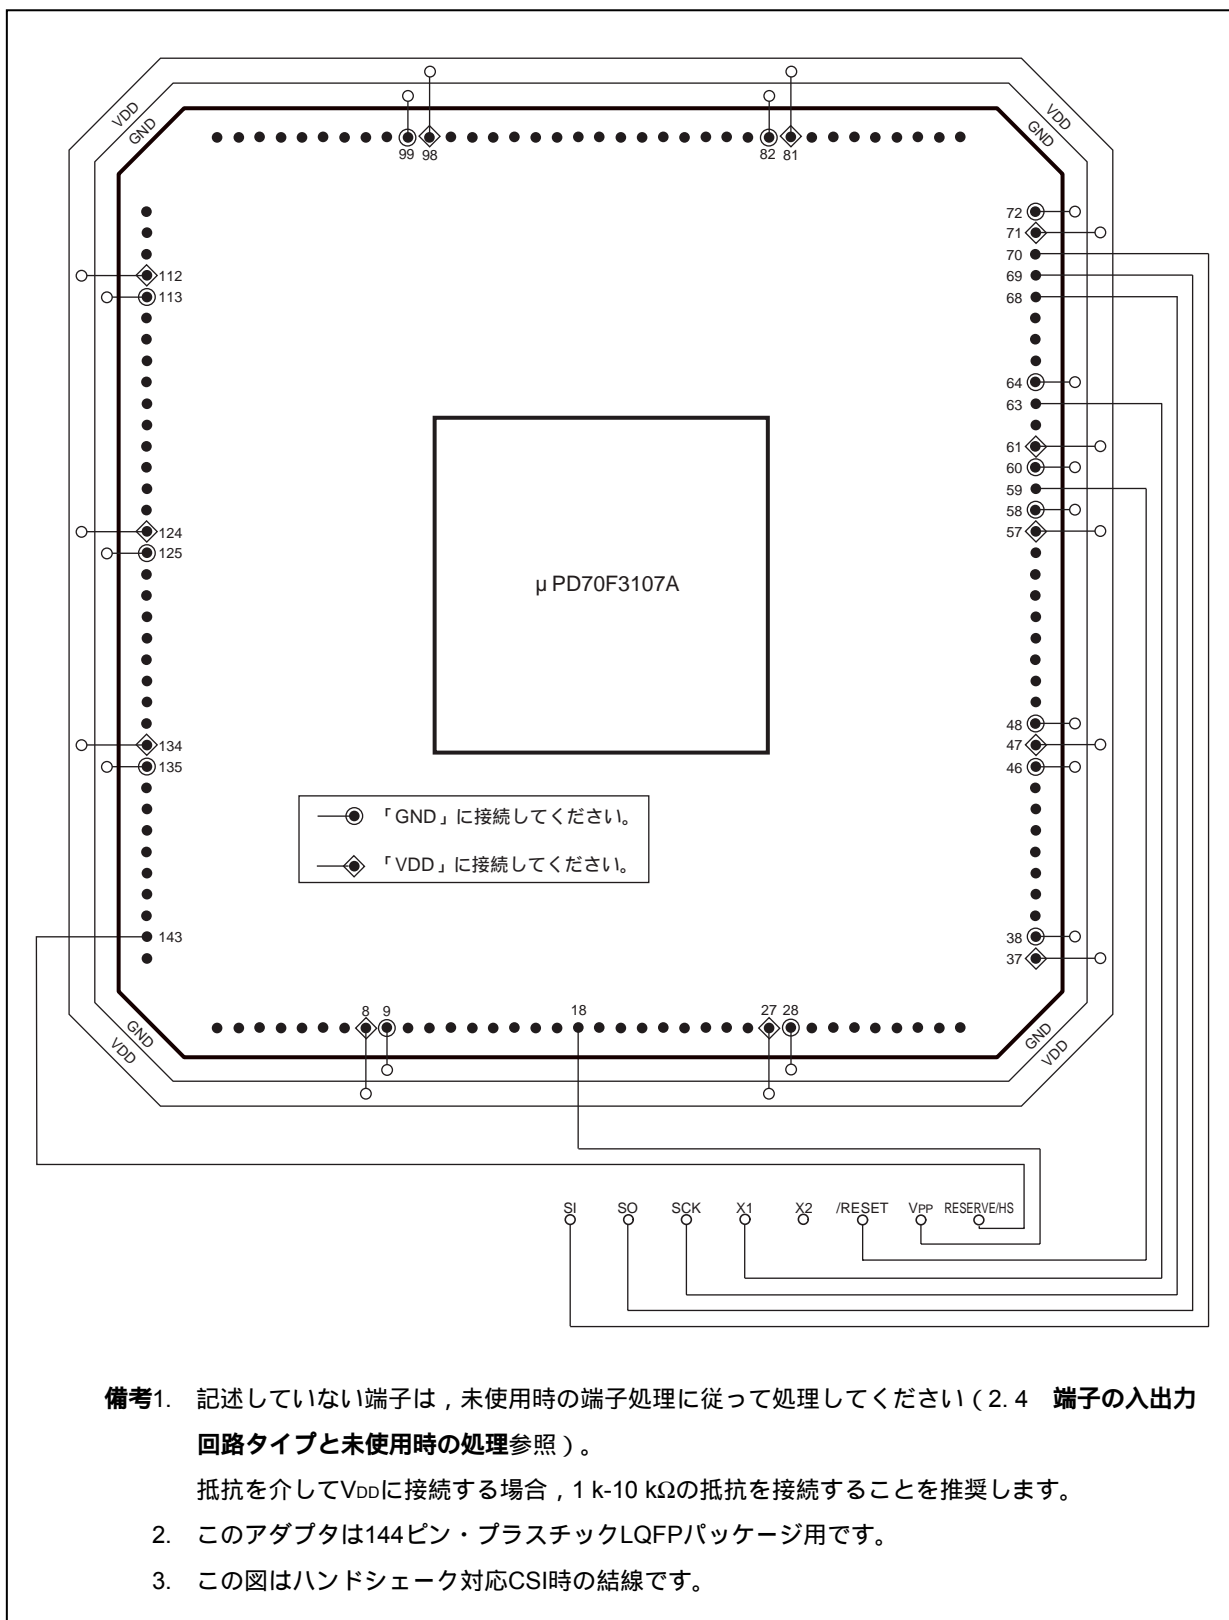 VDD
GND
VDD
GND
99 98
82 81
72
71
70
69
68
64
63
61
60
59
58
57
48
47
46
38
37
112
113
124
125
134
135
143
μPD70F3107A
「GND」に接続してください。
「VDD」に接続してください。
8 9
18
27 28
GND
VDD
GND
VDD
SI SO SCK X1 X2 /RESET VPP RESERVE/HS
備考1. 記述していない端子は,未使用時の端子処理に従って処理してください(2.4 端子の入出力
回路タイプと未使用時の処理参照)。
抵抗を介してVDDに接続する場合,1 k-10 kΩの抵抗を接続することを推奨します。
2. このアダプタは144ピン・プラスチックLQFPパッケージ用です。
3. この図はハンドシェーク対応CSI時の結線です。